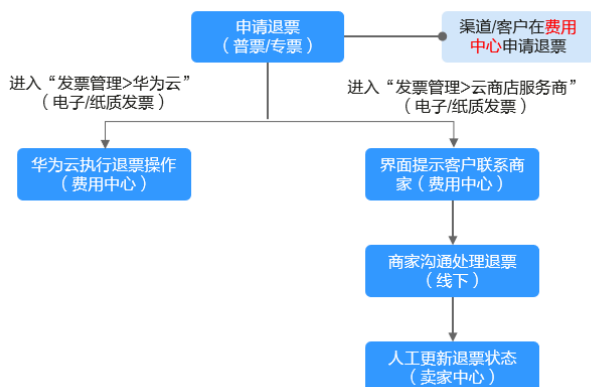 申请退票
（普票/专票）
渠道/客户在费用
中心申请退票
进入“发票管理>华为云”
（电子/纸质发票）
进入“发票管理>云商店服务商”
（电子/纸质发票）
华为云执行退票操作
（费用中心）
界面提示客户联系商
家（费用中心）
商家沟通处理退票
（线下）
人工更新退票状态
（卖家中心）